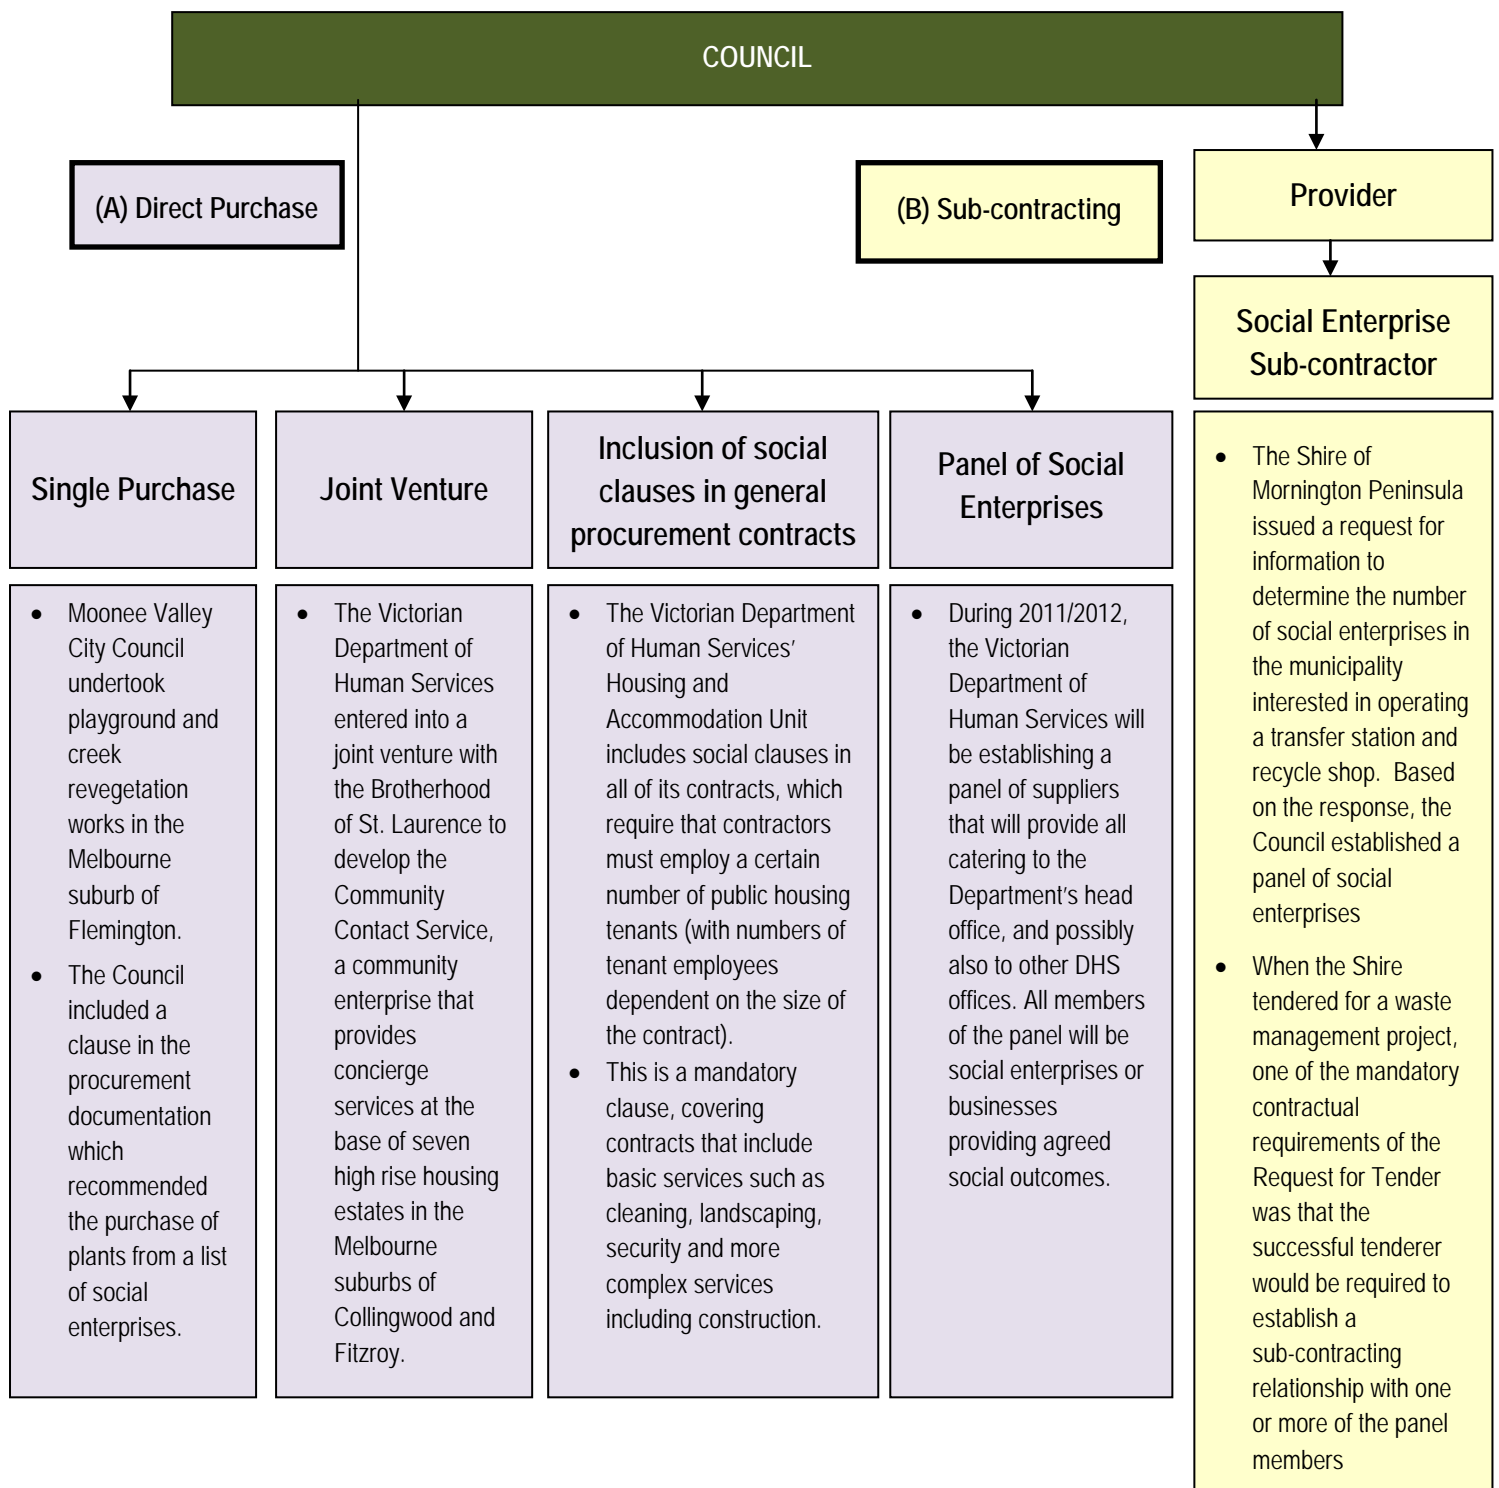 COUNCIL
(A) Direct Purchase
(B) Sub-contracting
Provider
Social Enterprise
Sub-contractor
Single Purchase
Joint Venture
Inclusion of social
clauses in general
procurement contracts
Panel of Social
Enterprises
• Moonee Valley
City Council
undertook
playground and
creek
revegetation
works in the
Melbourne
suburb of
Flemington.
• The Council
included a
clause in the
procurement
documentation
which
recommended
the purchase of
plants from a list
of social
enterprises.
• The Victorian
Department of
Human Services
entered into a
joint venture with
the Brotherhood
of St. Laurence to
develop the
Community
Contact Service,
a community
enterprise that
provides
concierge
services at the
base of seven
high rise housing
estates in the
Melbourne
suburbs of
Collingwood and
Fitzroy.
• The Victorian Department
of Human Services’
Housing and
Accommodation Unit
includes social clauses in
all of its contracts, which
require that contractors
must employ a certain
number of public housing
tenants (with numbers of
tenant employees
dependent on the size of
the contract).
• This is a mandatory
clause, covering
contracts that include
basic services such as
cleaning, landscaping,
security and more
complex services
including construction.
• During 2011/2012,
the Victorian
Department of
Human Services will
be establishing a
panel of suppliers
that will provide all
catering to the
Department’s head
office, and possibly
also to other DHS
offices. All members
of the panel will be
social enterprises or
businesses
providing agreed
social outcomes.
• The Shire of
Mornington Peninsula
issued a request for
information to
determine the number
of social enterprises in
the municipality
interested in operating
a transfer station and
recycle shop.  Based
on the response, the
Council established a
panel of social
enterprises
• When the Shire
tendered for a waste
management project,
one of the mandatory
contractual
requirements of the
Request for Tender
was that the
successful tenderer
would be required to
establish a
sub-contracting
relationship with one
or more of the panel
members